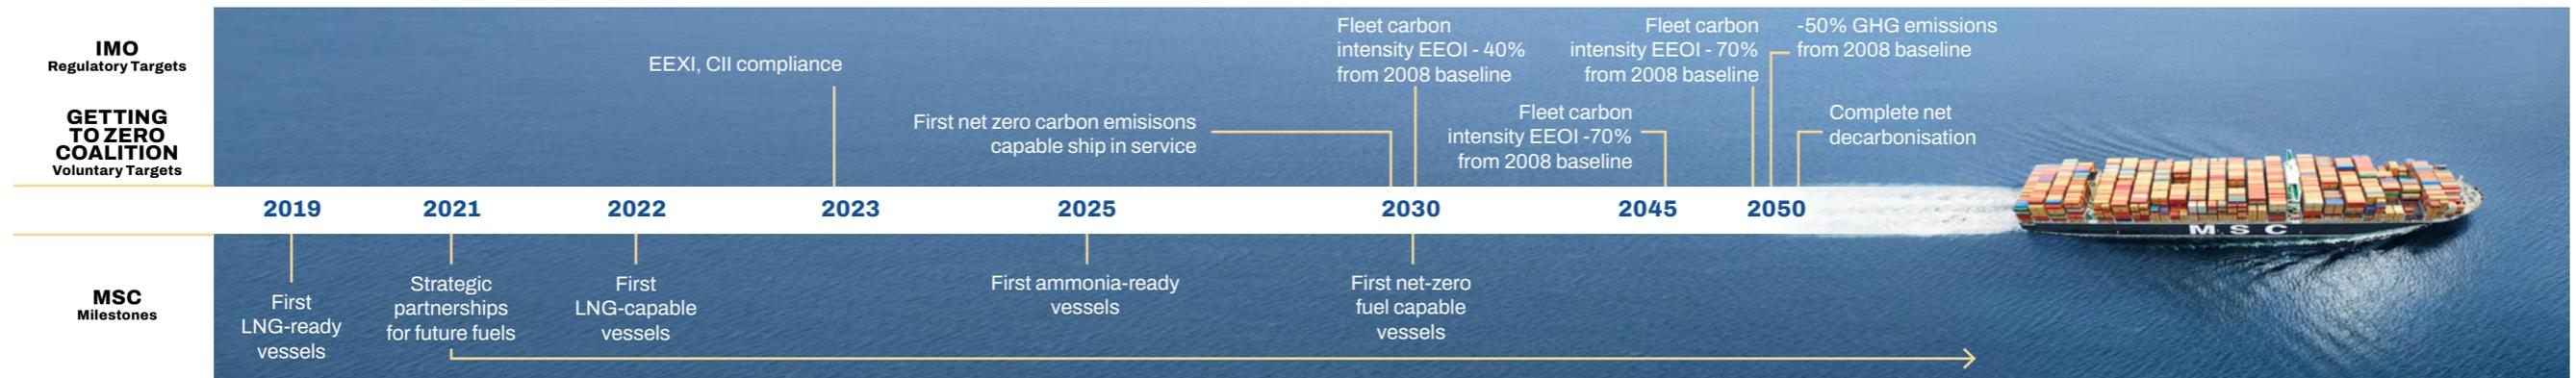 IMO
Regulatory Targets
EEXI, CII compliance
Fleet carbon
intensity EEOI - 40%
from 2008 baseline
Fleet carbon
intensity EEOI - 70%
from 2008 baseline
-50% GHG emissions
from 2008 baseline
GETTING
TO ZERO
COALITION
Voluntary Targets
First net zero carbon emisisons
capable ship in service
Fleet carbon
intensity EEOI -70%
from 2008 baseline
Complete net
decarbonisation
2019
2021
2022
2023
2025
2030
2045
2050
MSC
MSC
Milestones
First
LNG-ready
vessels
Strategic
partnerships
for future fuels
First
LNG-capable
vessels
First ammonia-ready
vessels
First net-zero
fuel capable
vessels